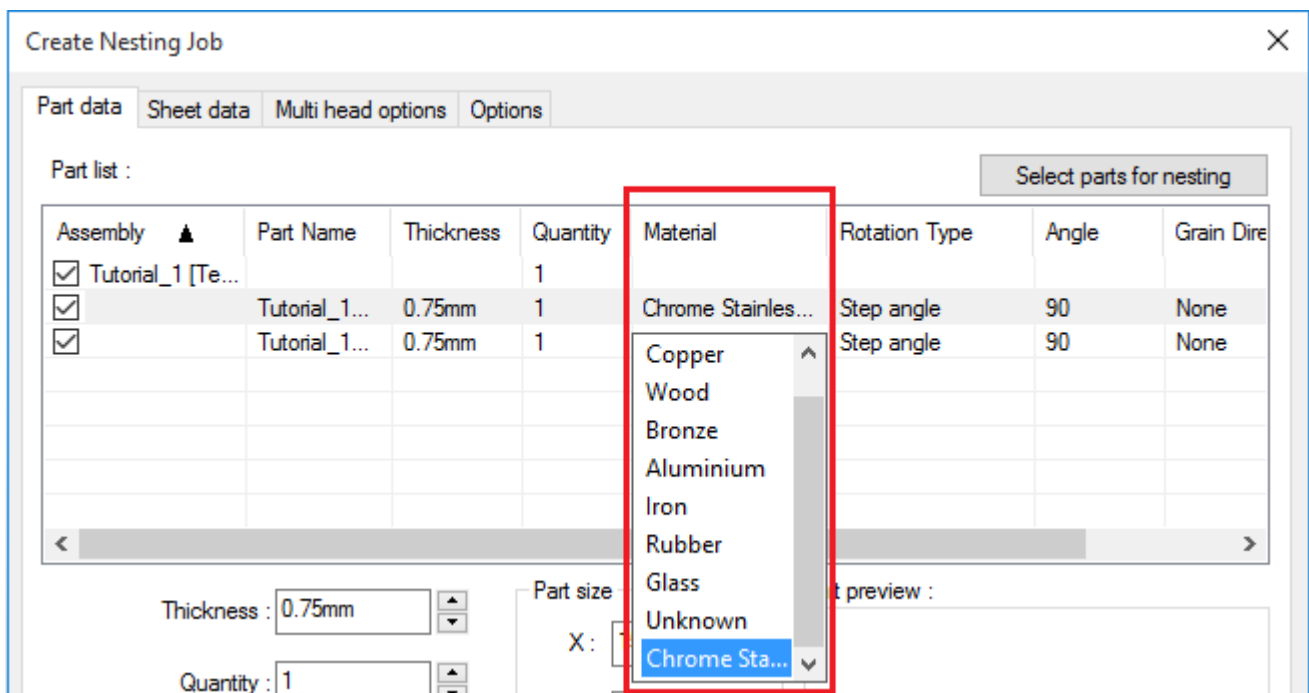 Create Nesting Job
Part data Sheet data Multi head options Options
Part list :
Select parts for nesting
Assembly Part Name Thickness Quantity Material Rotation Type Angle Grain Dire
Tutorial_1 [Te... 1
Tutorial_1... 0.75mm 1 Chrome Stainles... Step angle 90 None
Tutorial_1... 0.75mm 1 Step angle 90 None
Copper
Wood
Bronze
Aluminium
Iron
Rubber
Glass
Unknown
Chrome Sta...
Thickness : 0.75mm
Part size
t preview :
X :
Quantity : 1